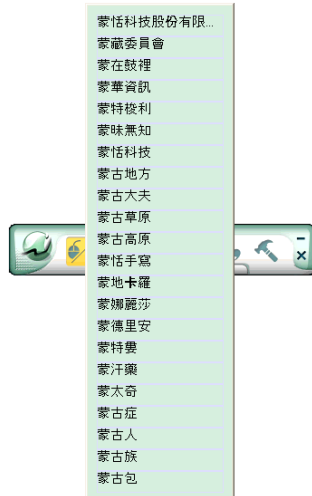 蒙恬科技股份有限...
蒙藏委員會
蒙在鼓裡
蒙華資訊
蒙特梭利
蒙昧無知
蒙恬科技
蒙古地方
蒙古大夫
蒙古草原
蒙古高原
蒙恬手寫
蒙地卡羅
蒙娜麗莎
蒙德里安
蒙特婁
蒙汗藥
蒙太奇
蒙古症
蒙古人
蒙古族
蒙古包